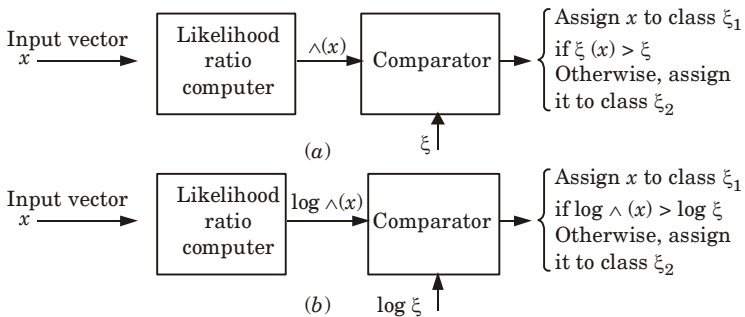 Input vector
x
Likelihood
ratio
computer
∧(x)
Comparator
ξ
Assign x to class ξ₁
if ξ (x) > ξ
Otherwise, assign
it to class ξ₂
(a)
Input vector
x
Likelihood
ratio
computer
log ∧(x)
Comparator
log ξ
Assign x to class ξ₁
if log ∧ (x) > log ξ
Otherwise, assign
it to class ξ₂
(b)